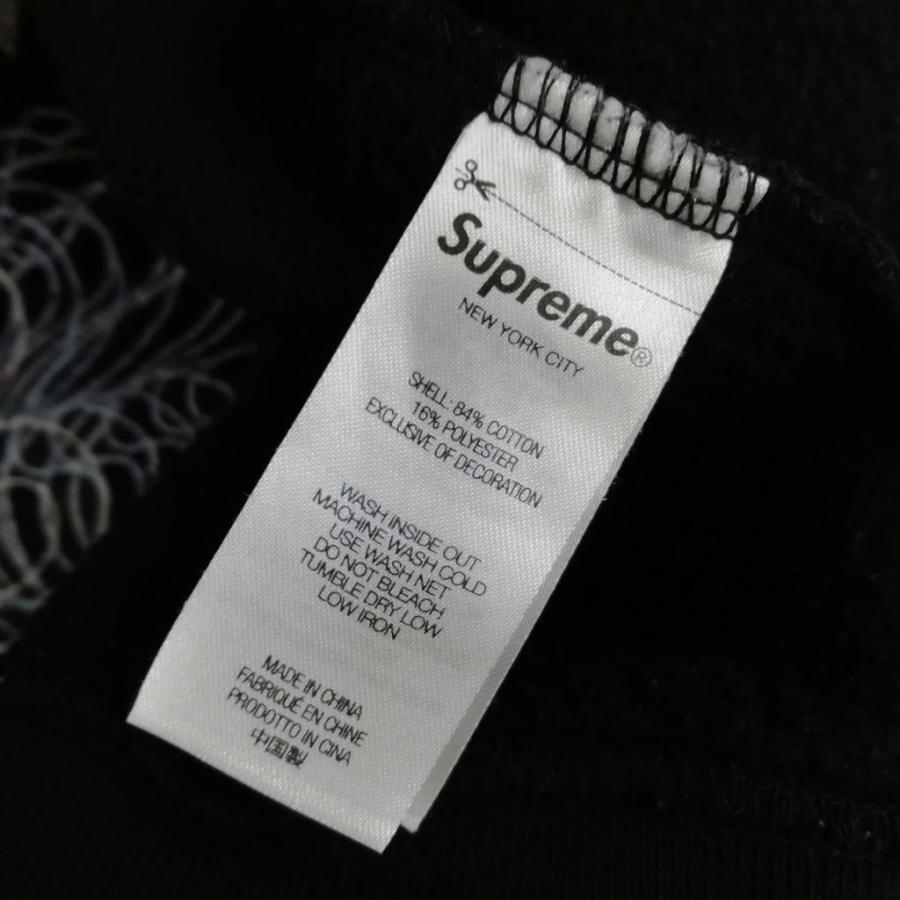 Supreme®
NEW YORK CITY
SHELL: 84% COTTON
16% POLYESTER
EXCLUSIVE OF DECORATION
WASH INSIDE OUT
MACHINE WASH COLD
USE WASH NET
DO NOT BLEACH
TUMBLE DRY LOW
LOW IRON
MADE IN CHINA
FABRIQUÉ EN CHINE
PRODOTTO IN CINA
中国製